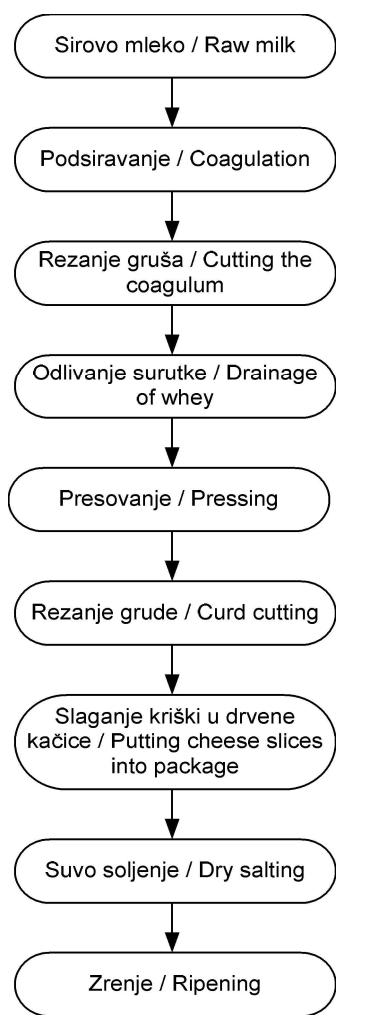 Sirovo mleko / Raw milk
Podsiravanje / Coagulation
Rezanje gruša / Cutting the
coagulum
Odlivanje surutke / Drainage
of whey
Presovanje / Pressing
Rezanje grude / Curd cutting
Slaganje kriški u drvene
kačice / Putting cheese slices
into package
Suvo soljenje / Dry salting
Zrenje / Ripening